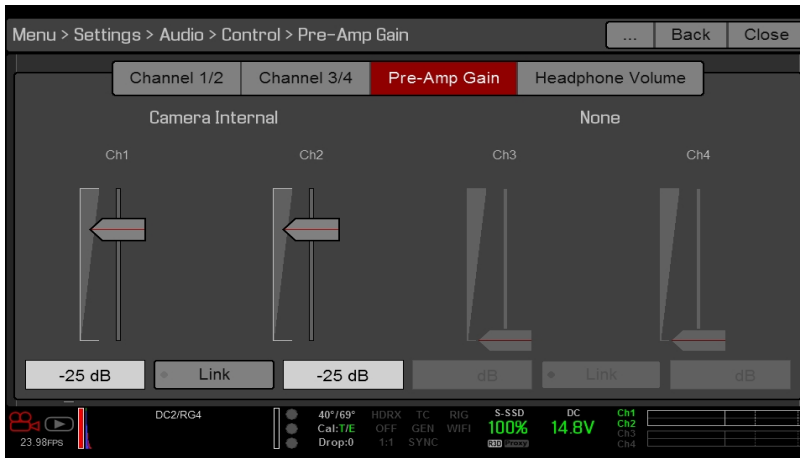 Menu > Settings > Audio > Control > Pre-Amp Gain ... Back Close
Channel 1/2 Channel 3/4 Pre-Amp Gain Headphone Volume
Camera Internal None
Ch1 Ch2 Ch3 Ch4
-25 dB Link -25 dB dB Link dB
DC2/RG4 40°/69° HDRX TC RIG S-SSD DC Ch1
Cal:T/E OFF GEN WIFI 100% 14.8V Ch2
23.98FPS Drop:0 1:1 SYNC R3D Proxy Ch3
Ch4